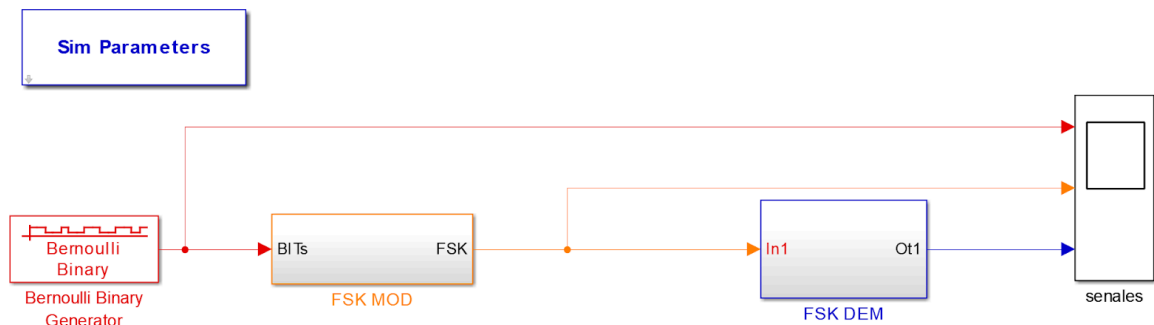 Sim Parameters
Bernoulli
Binary
Bernoulli Binary
Generator
BITs
FSK
FSK MOD
In1
Ot1
FSK DEM
senales